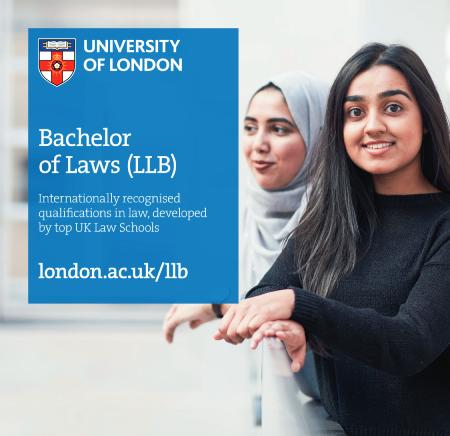 UNIVERSITY
OF LONDON
Bachelor
of Laws (LLB)
Internationally recognised
qualifications in law, developed
by top UK Law Schools
london.ac.uk/llb